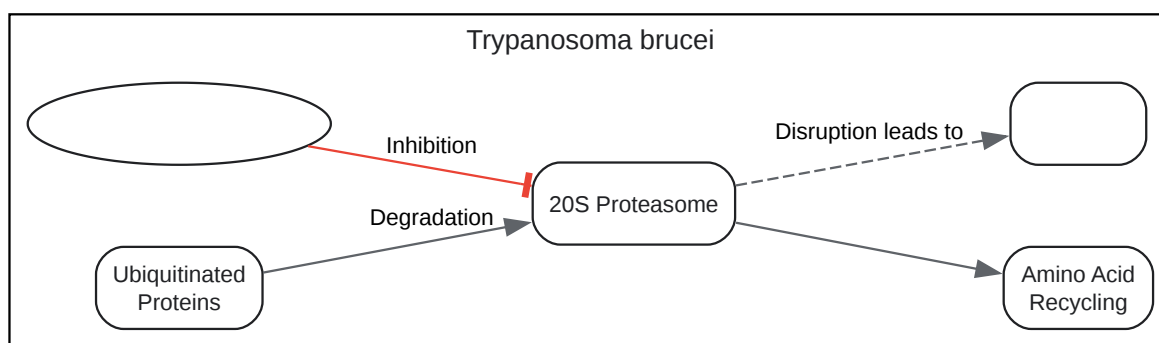 Trypanosoma brucei
Inhibition
Disruption leads to
20S Proteasome
Degradation
Ubiquitinated
Proteins
Amino Acid
Recycling